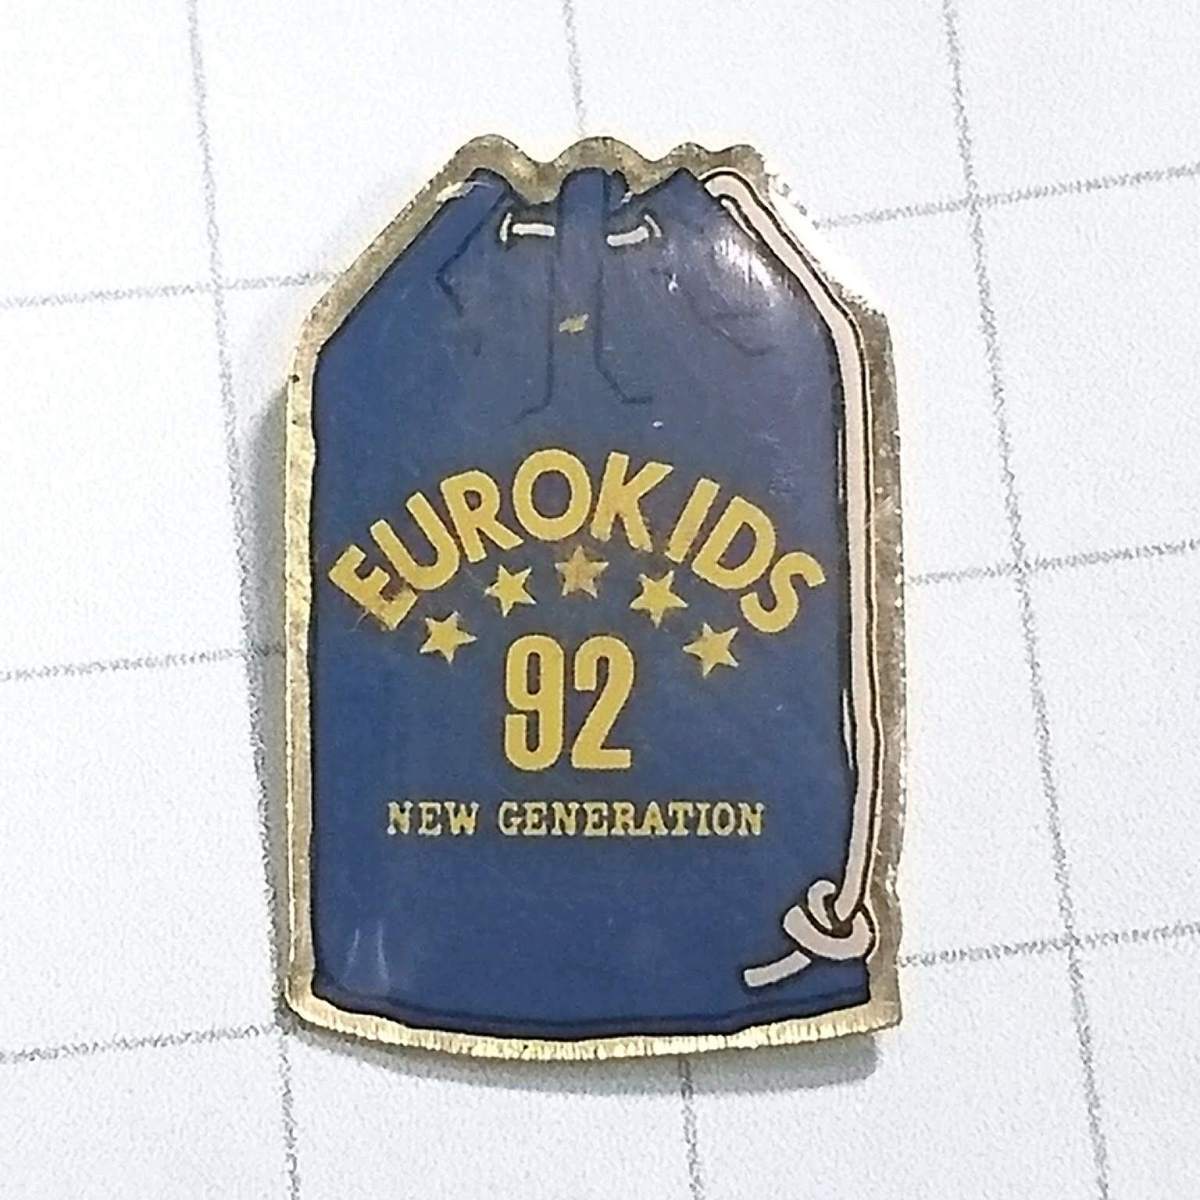 EUROKIDS
92
NEW GENERATION